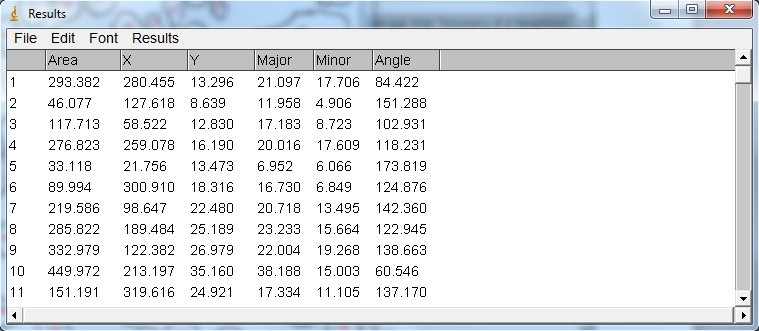 Results
File Edit Font Results
Area X Y Major Minor Angle
1 293.382 280.455 13.296 21.097 17.706 84.422
2 46.077 127.618 8.639 11.958 4.906 151.288
3 117.713 58.522 12.830 17.183 8.723 102.931
4 276.823 259.078 16.190 20.016 17.609 118.231
5 33.118 21.756 13.473 6.952 6.066 173.819
6 89.994 300.910 18.316 16.730 6.849 124.876
7 219.586 98.647 22.480 20.718 13.495 142.360
8 285.822 189.484 25.189 23.233 15.664 122.945
9 332.979 122.382 26.979 22.004 19.268 138.663
10 449.972 213.197 35.160 38.188 15.003 60.546
11 151.191 319.616 24.921 17.334 11.105 137.170